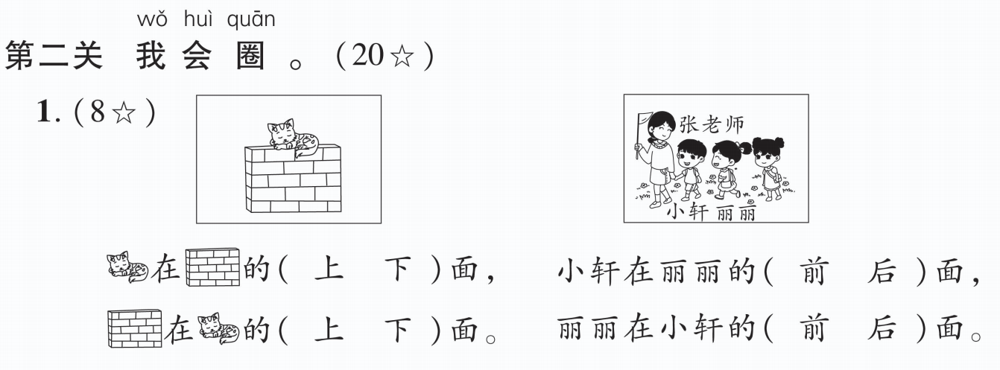 wǒ huì quān
第二关 我会圈。(20☆)
1.(8☆)
张老师
小轩 丽丽
在 的( 上 下 )面,
小轩在丽丽的( 前 后 )面,
在 的( 上 下 )面。
丽丽在小轩的( 前 后 )面。